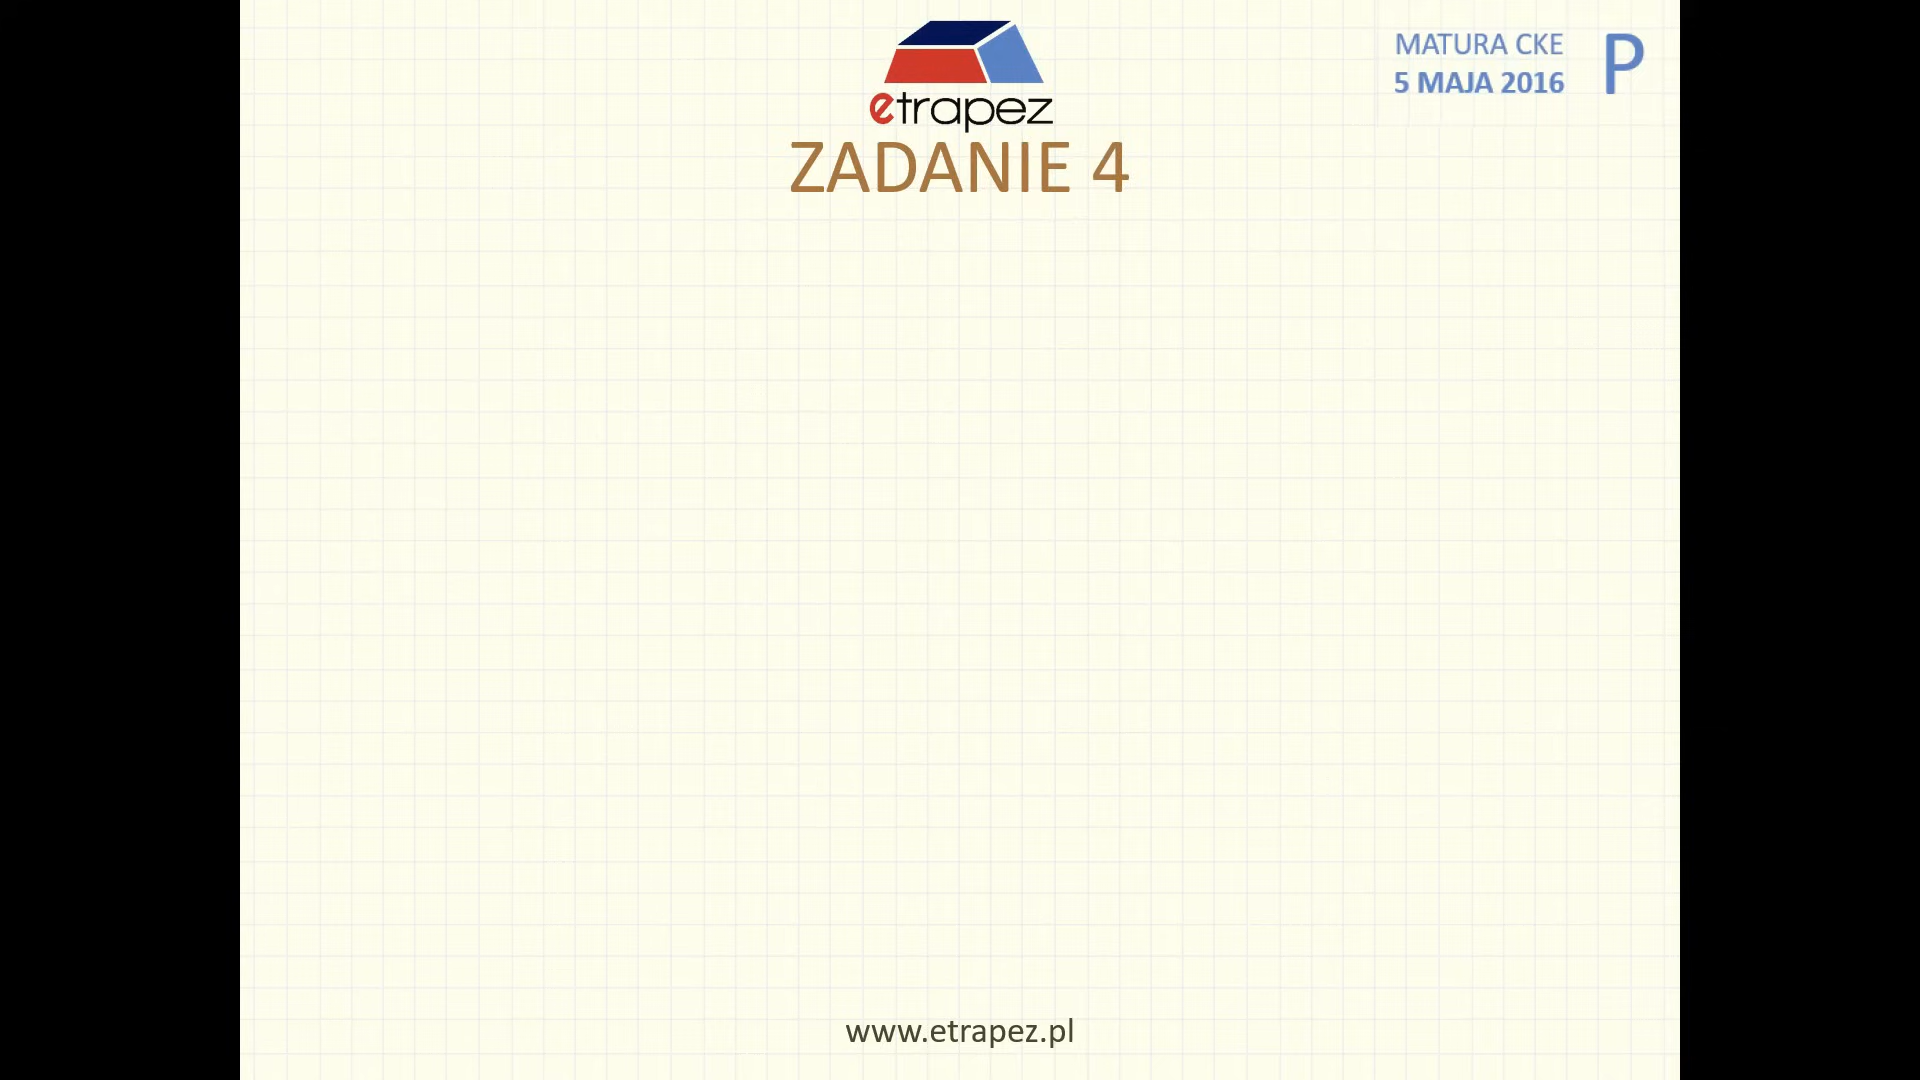 etrapez
MATURA CKE
5 MAJA 2016
P
ZADANIE 4
www.etrapez.pl